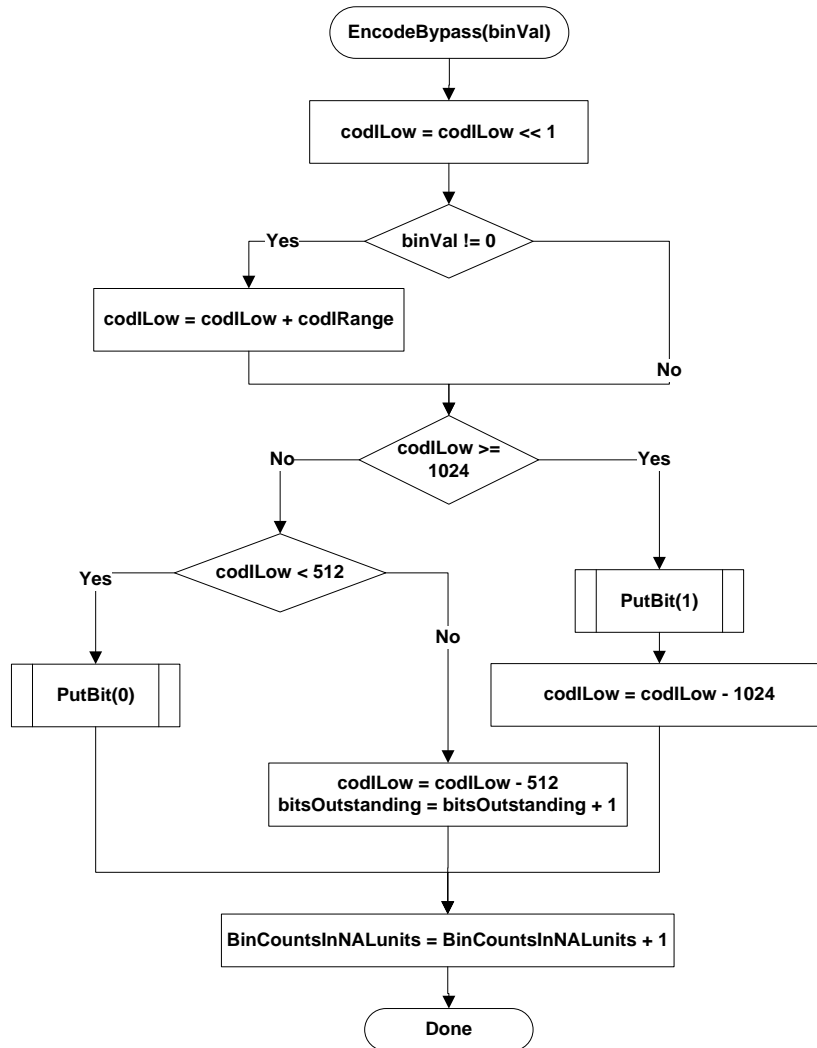 EncodeBypass(binVal)
codILow = codILow << 1
binVal != 0
Yes
codILow = codILow + codIRange
No
codILow >=
1024
No
Yes
codILow < 512
Yes
No
PutBit(1)
PutBit(0)
codILow = codILow - 1024
codILow = codILow - 512
bitsOutstanding = bitsOutstanding + 1
BinCountsInNALunits = BinCountsInNALunits + 1
Done